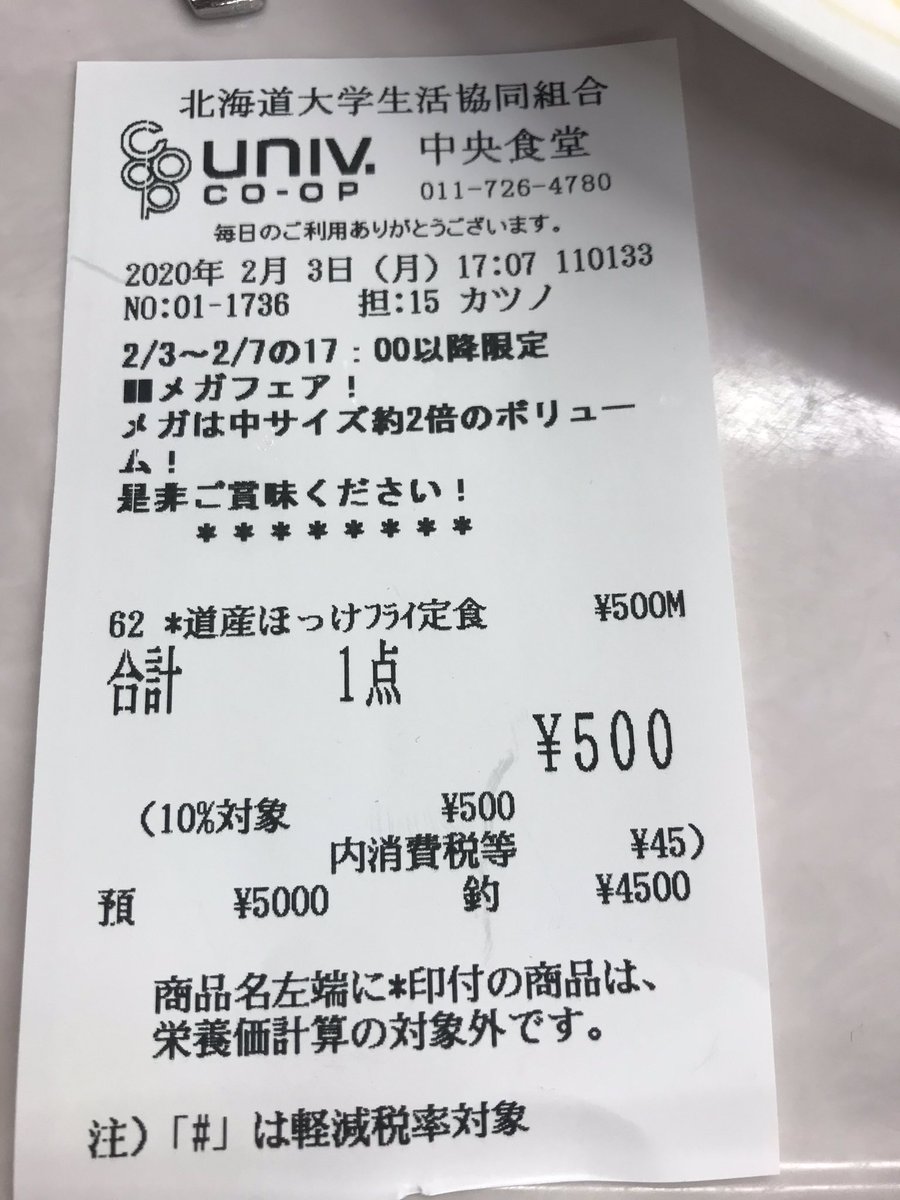 北海道大学生活協同組合
coop univ. CO-OP 中央食堂
011-726-4780
毎日のご利用ありがとうございます。
2020年 2月 3日（月）17:07 110133
NO:01-1736 担:15 カツノ
2/3～2/7の17：00以降限定
■■メガフェア！
メガは中サイズ約2倍のボリュー
ム！
是非ご賞味ください！
＊＊＊＊＊＊＊＊
62 *道産ほっけﾌﾗｲ定食 ¥500M
合計 1点
¥500
（10%対象 ¥500
内消費税等 ¥45）
預 ¥5000 釣 ¥4500
商品名左端に*印付の商品は、
栄養価計算の対象外です。
注）「#」は軽減税率対象